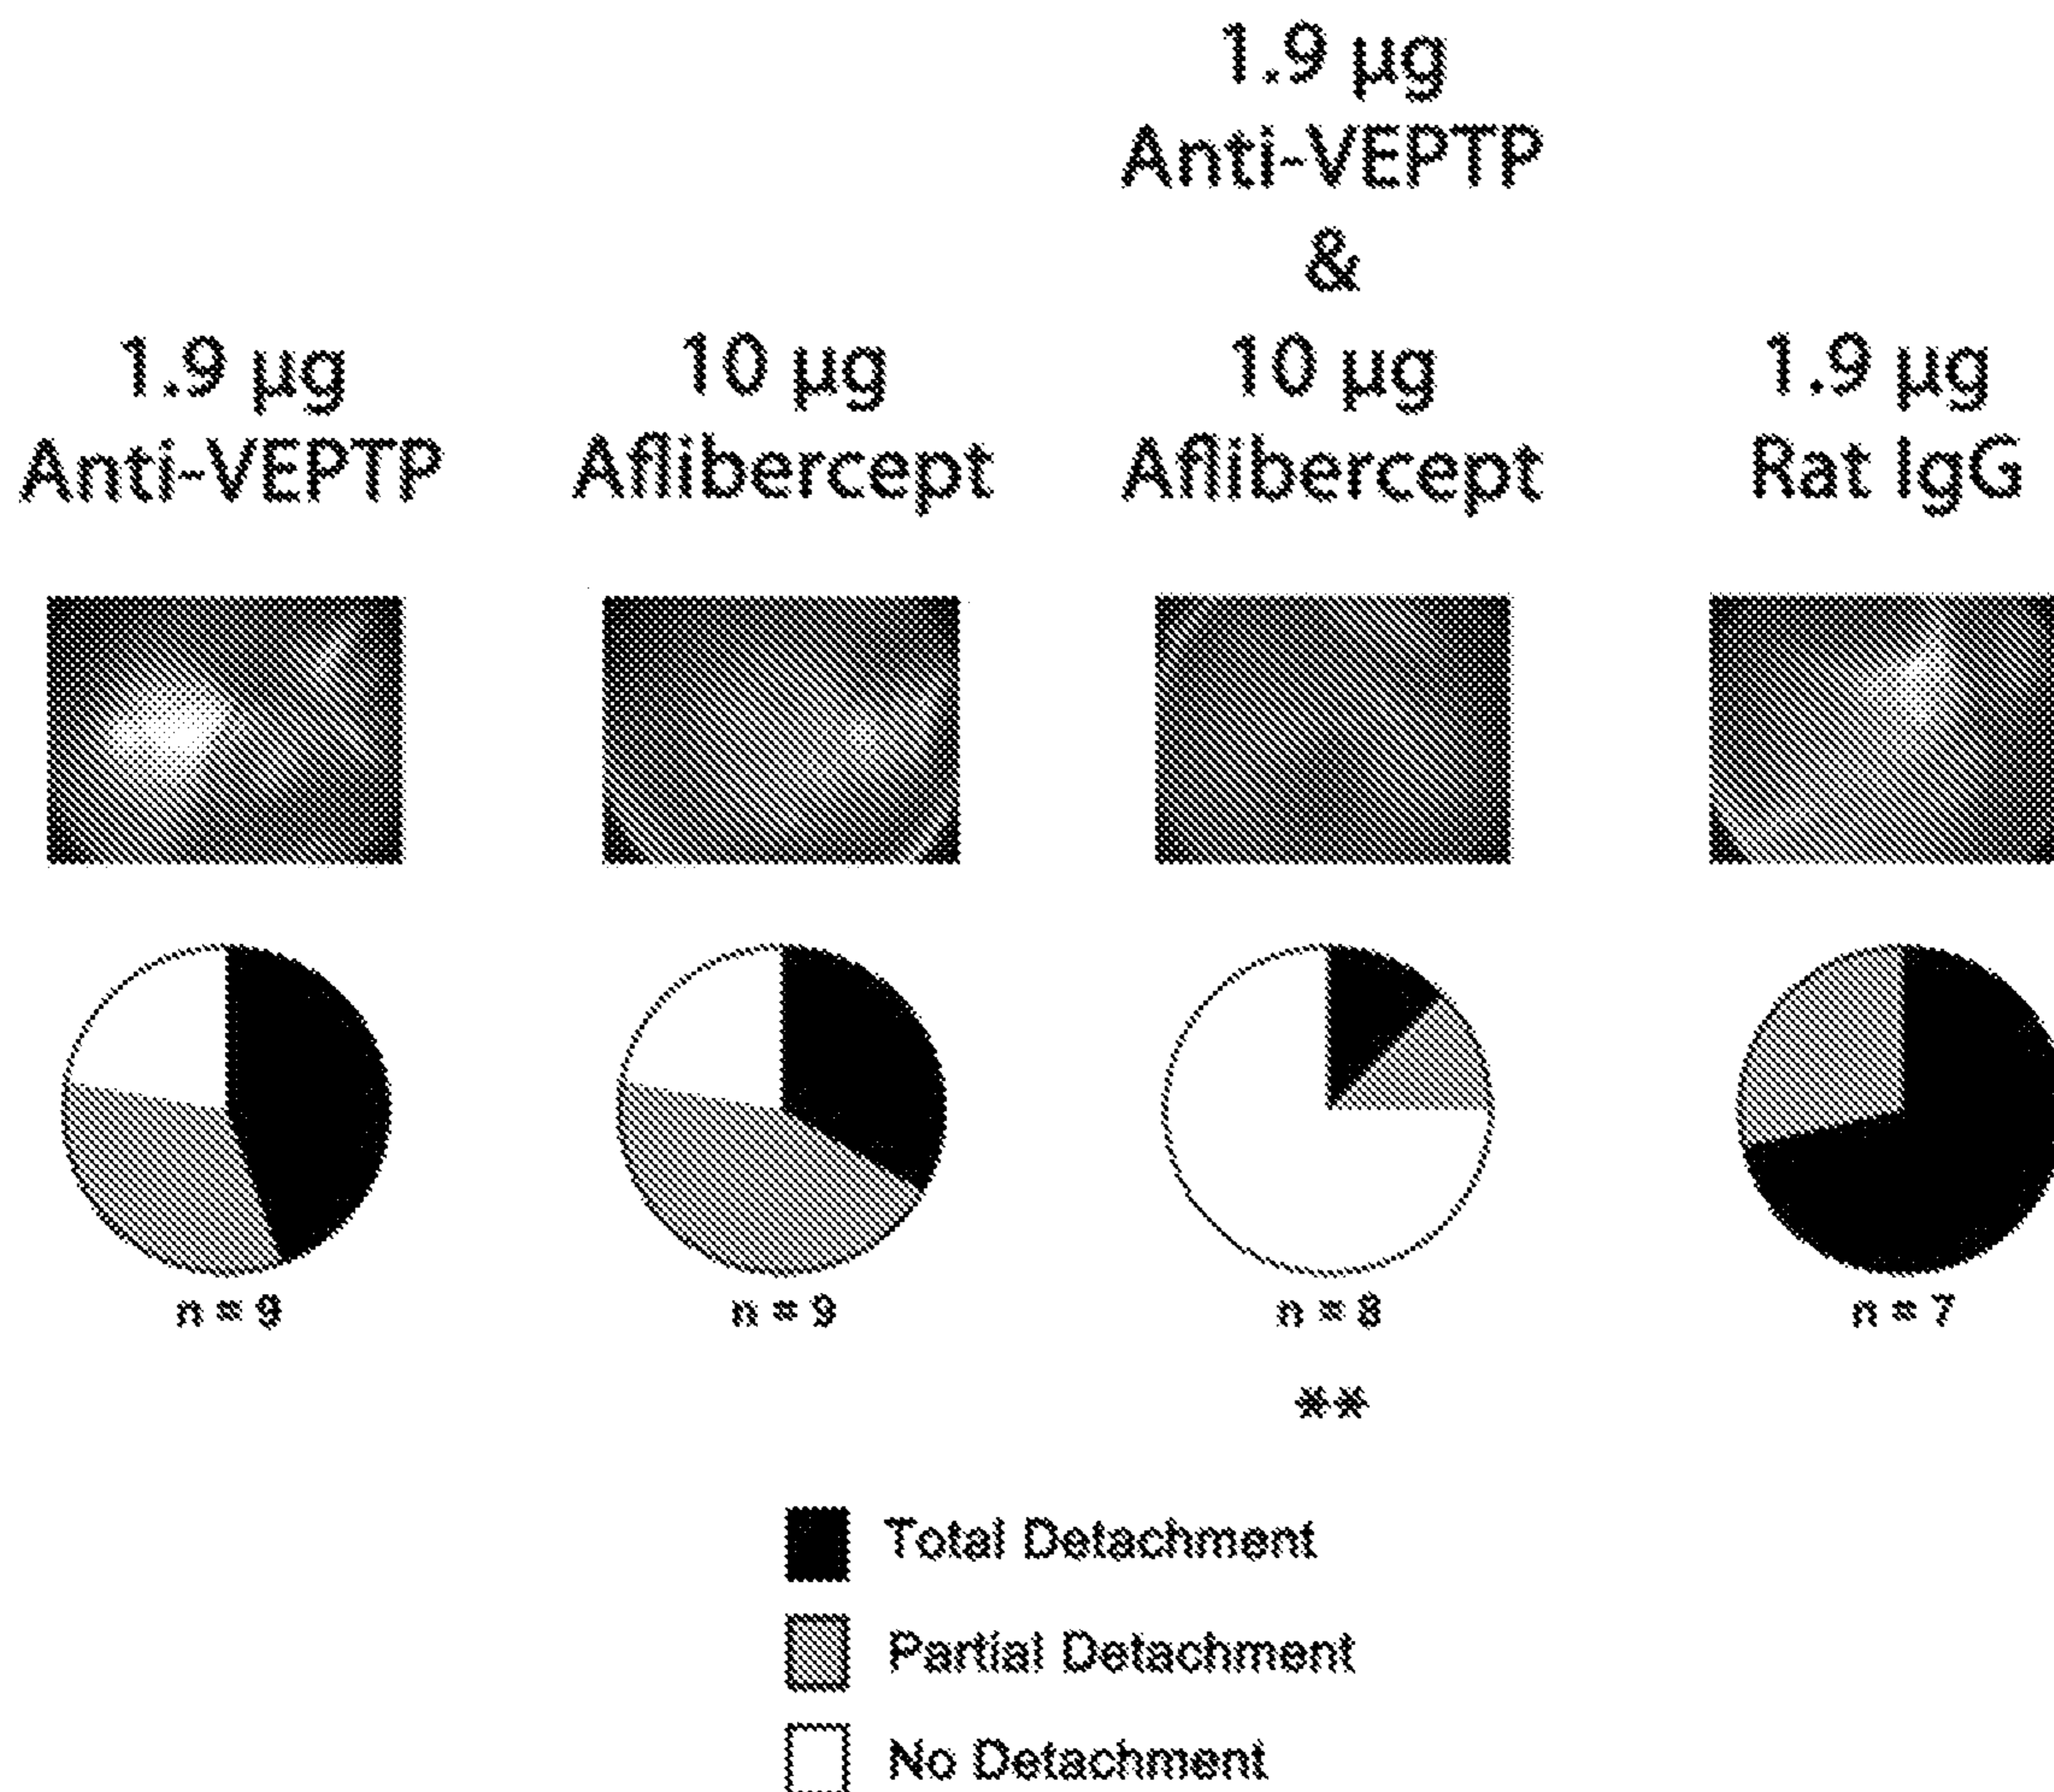 1.9 µg
Anti-VEPTP
10 µg
Aflibercept
1.9 µg
Anti-VEPTP
&
10 µg
Aflibercept
1.9 µg
Rat IgG
n = 9
n = 9
n = 8
n = 7
**
Total Detachment
Partial Detachment
No Detachment